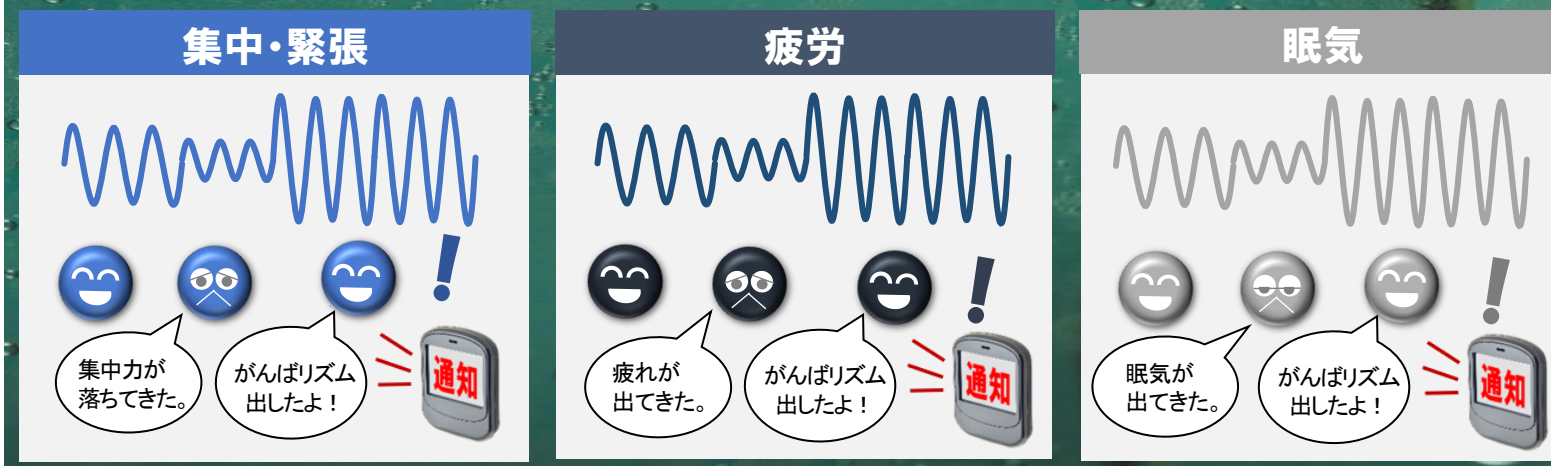 集中・緊張
集中力が
落ちてきた。
がんばリズム
出したよ！
通知
疲労
疲れが
出てきた。
がんばリズム
出したよ！
通知
眠気
眠気が
出てきた。
がんばリズム
出したよ！
通知